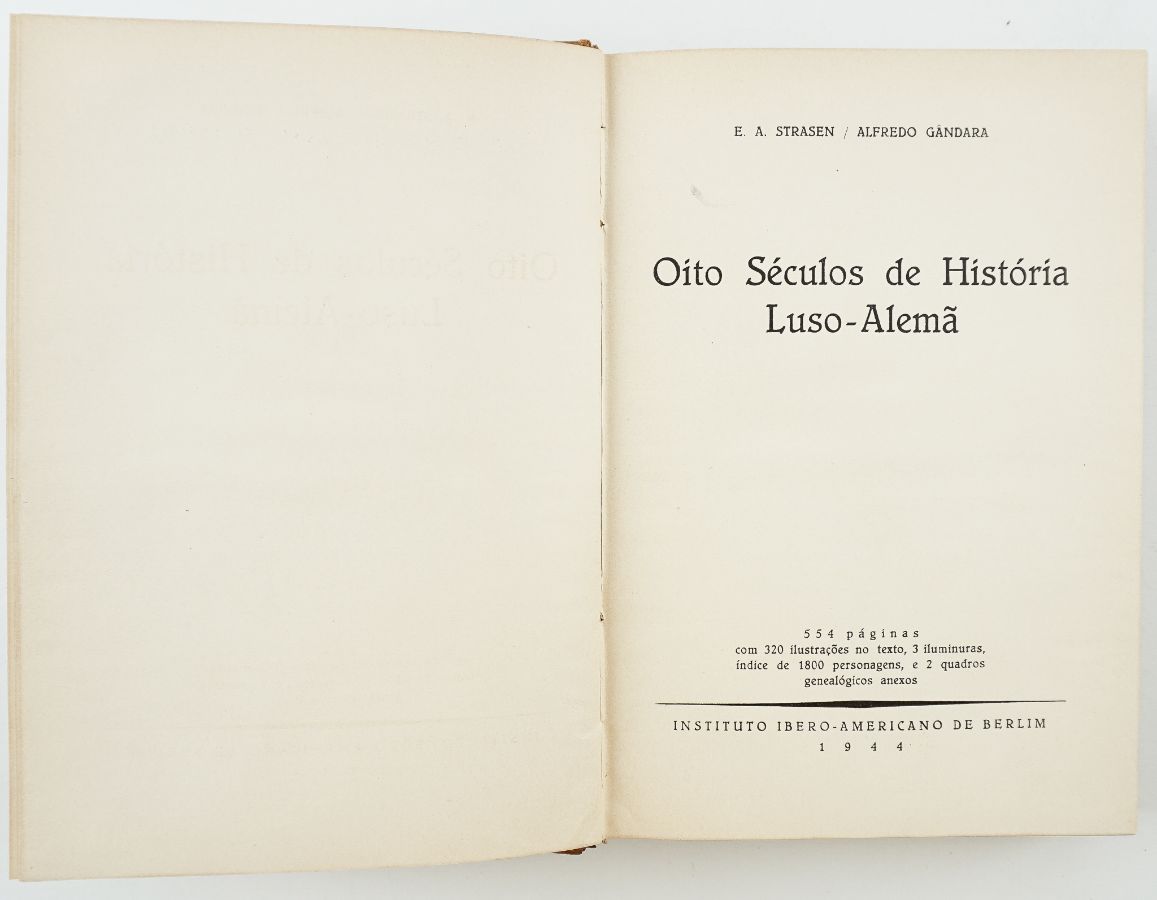 E. A. STRASEN / ALFREDO GÂNDARA
Oito Séculos de História
Luso-Alemã
554 páginas
com 320 ilustrações no texto, 3 iluminuras,
índice de 1800 personagens, e 2 quadros
genealógicos anexos
INSTITUTO IBERO-AMERICANO DE BERLIM
1944